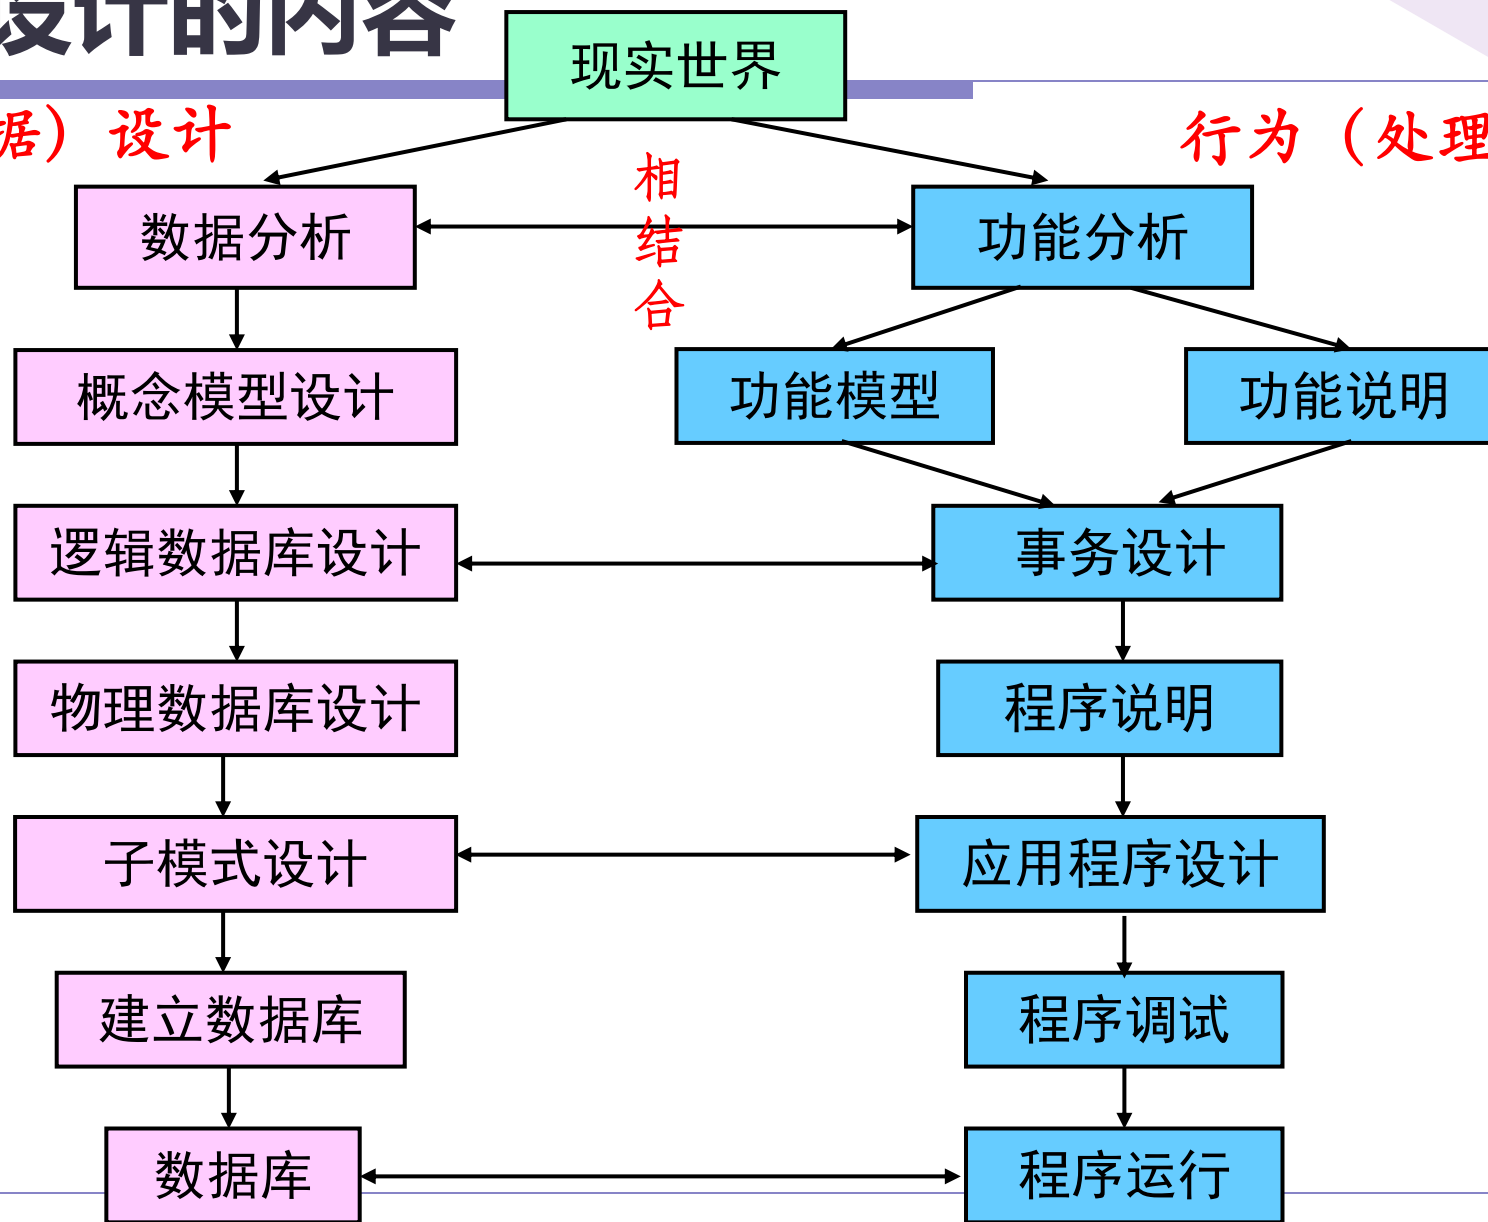 设计的内容
现实世界
据）设计
行为（处理
相
结
合
数据分析
功能分析
概念模型设计
功能模型
功能说明
逻辑数据库设计
事务设计
物理数据库设计
程序说明
子模式设计
应用程序设计
建立数据库
程序调试
数据库
程序运行